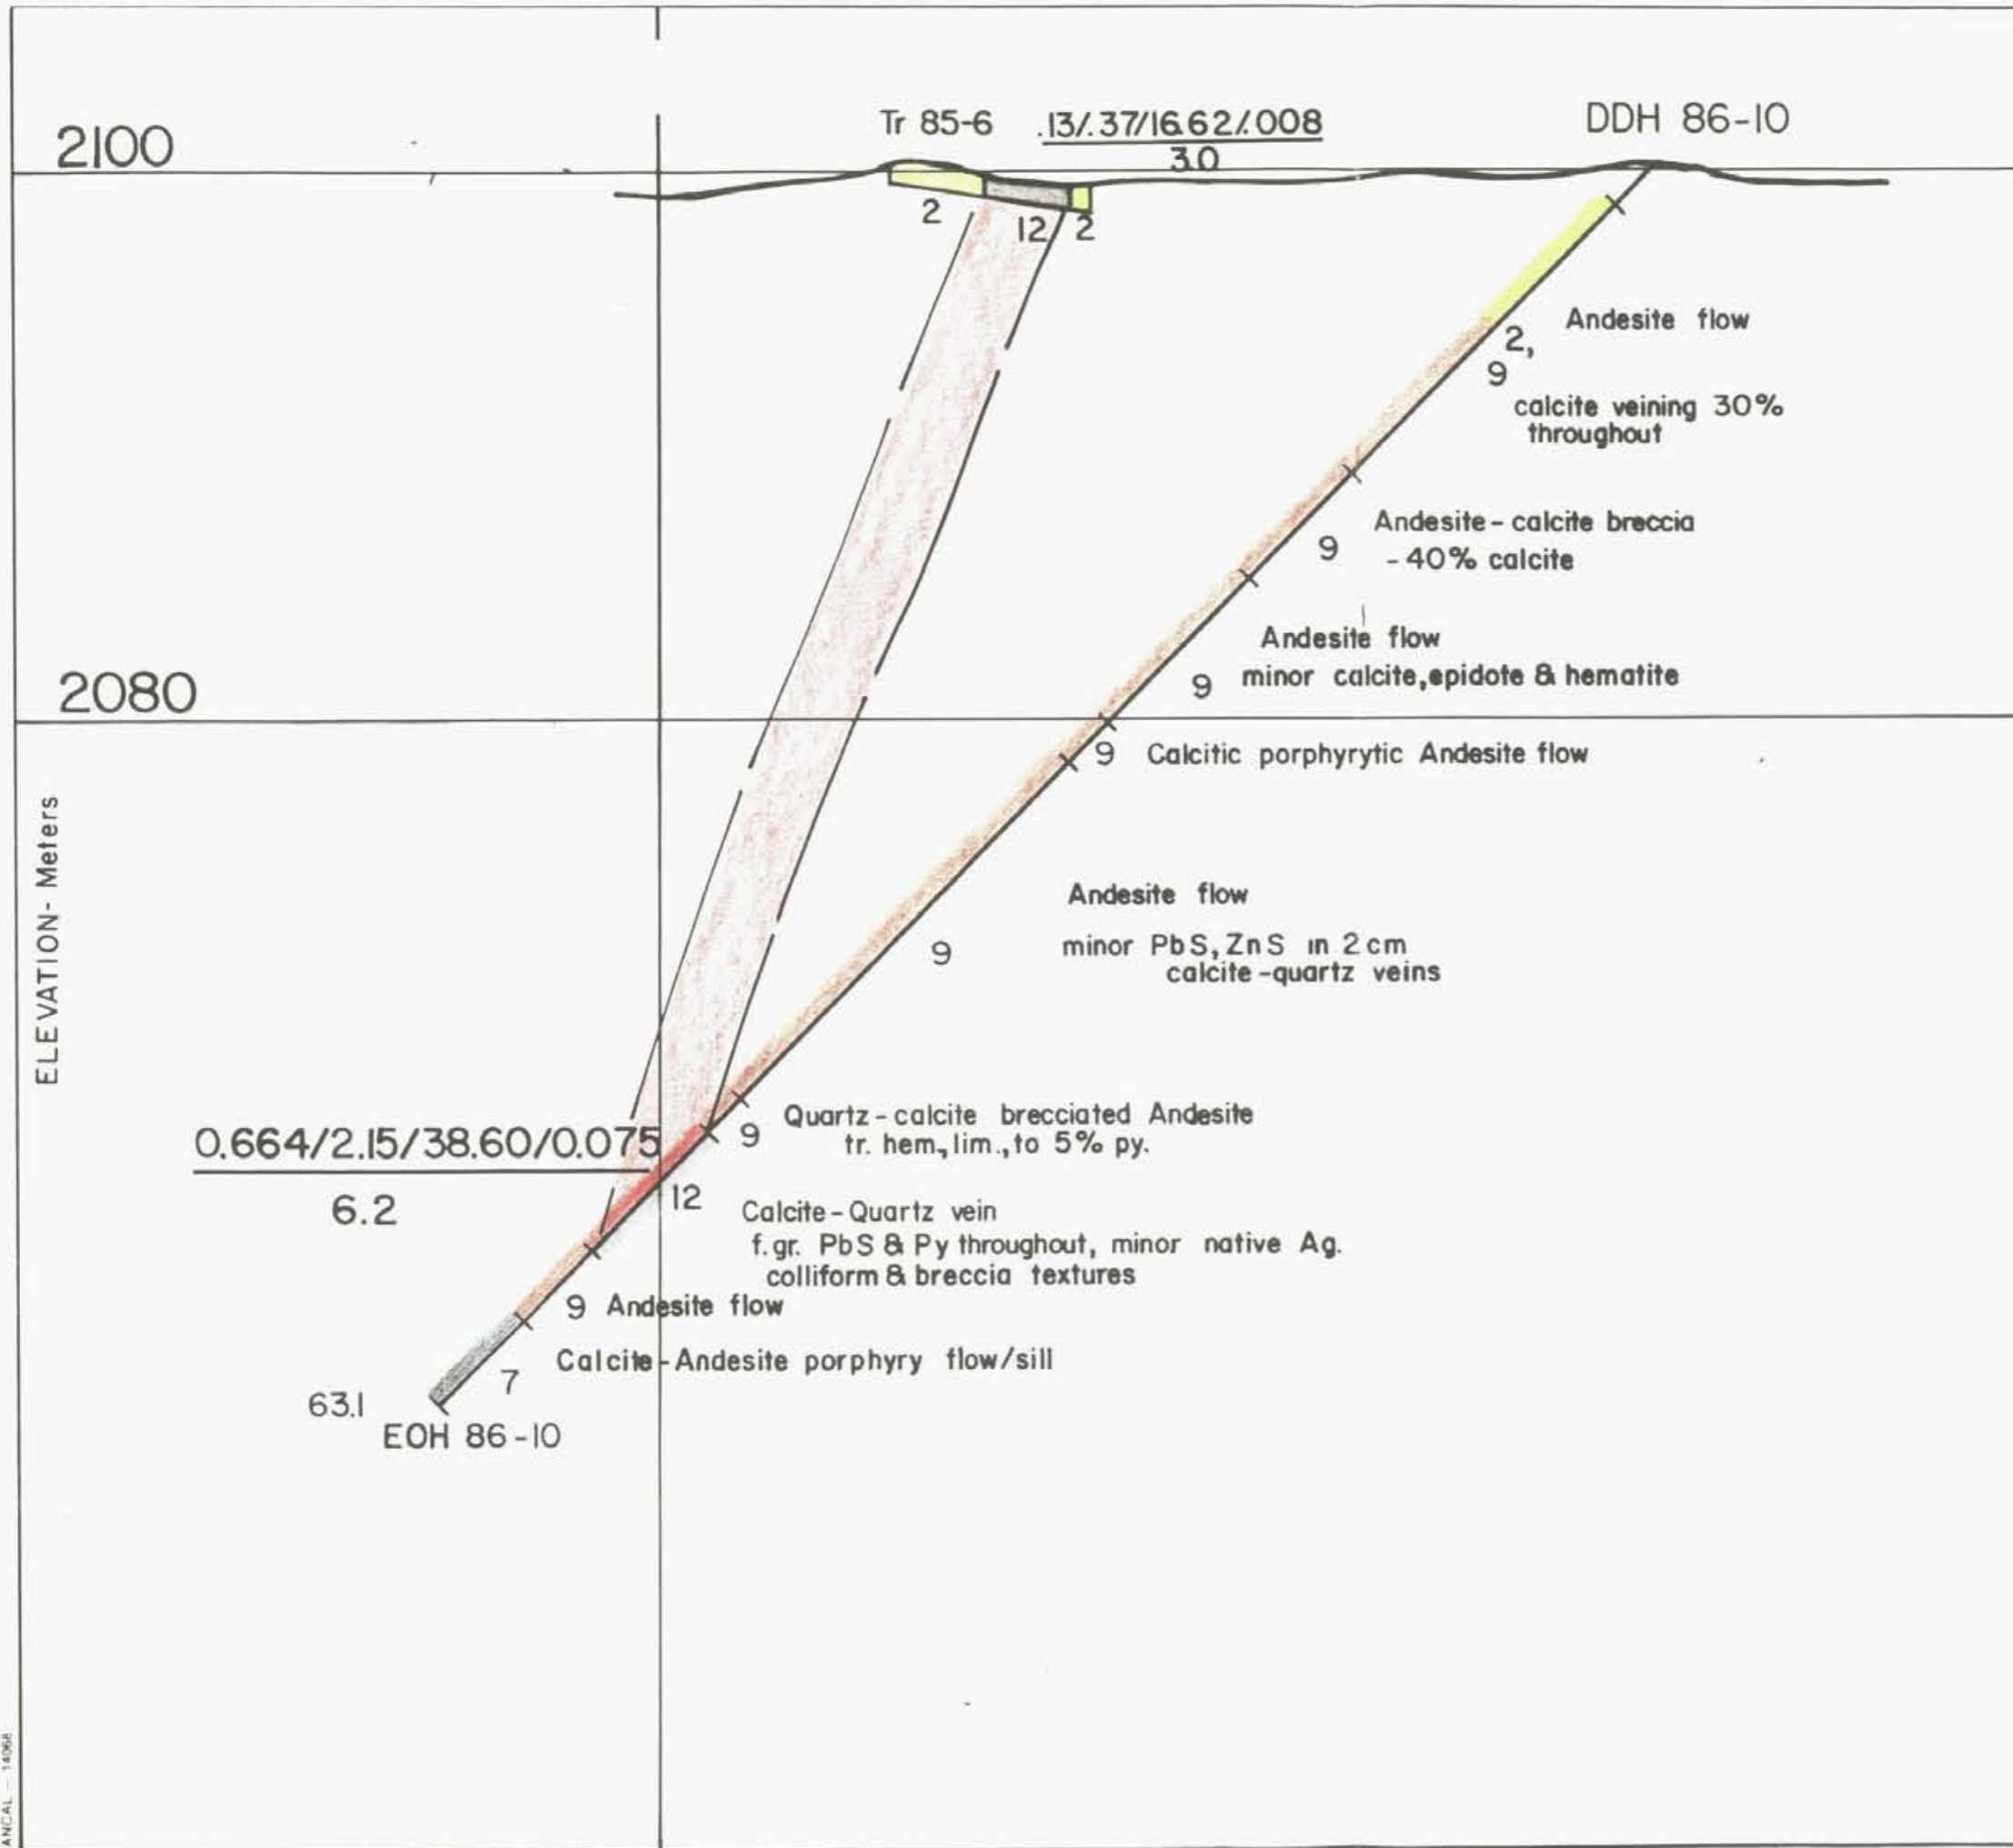 Tr 85-6
.13/.37/16.62/.008
3.0
DDH 86-10
2100
2
12
2
Andesite flow
2,
9
calcite veining 30%
throughout
Andesite - calcite breccia
9
- 40% calcite
Andesite flow
9
minor calcite, epidote & hematite
2080
9
Calcitic porphyrytic Andesite flow
ELEVATION - Meters
Andesite flow
9
minor PbS, ZnS in 2 cm
calcite - quartz veins
Quartz - calcite brecciated Andesite
9
tr. hem., lim., to 5% py.
0.664/2.15/38.60/0.075
6.2
12
Calcite - Quartz vein
f. gr. PbS & Py throughout, minor native Ag.
colliform & breccia textures
9 Andesite flow
Calcite - Andesite porphyry flow/sill
7
63.1
EOH 86 - 10
ANCAL - 14068